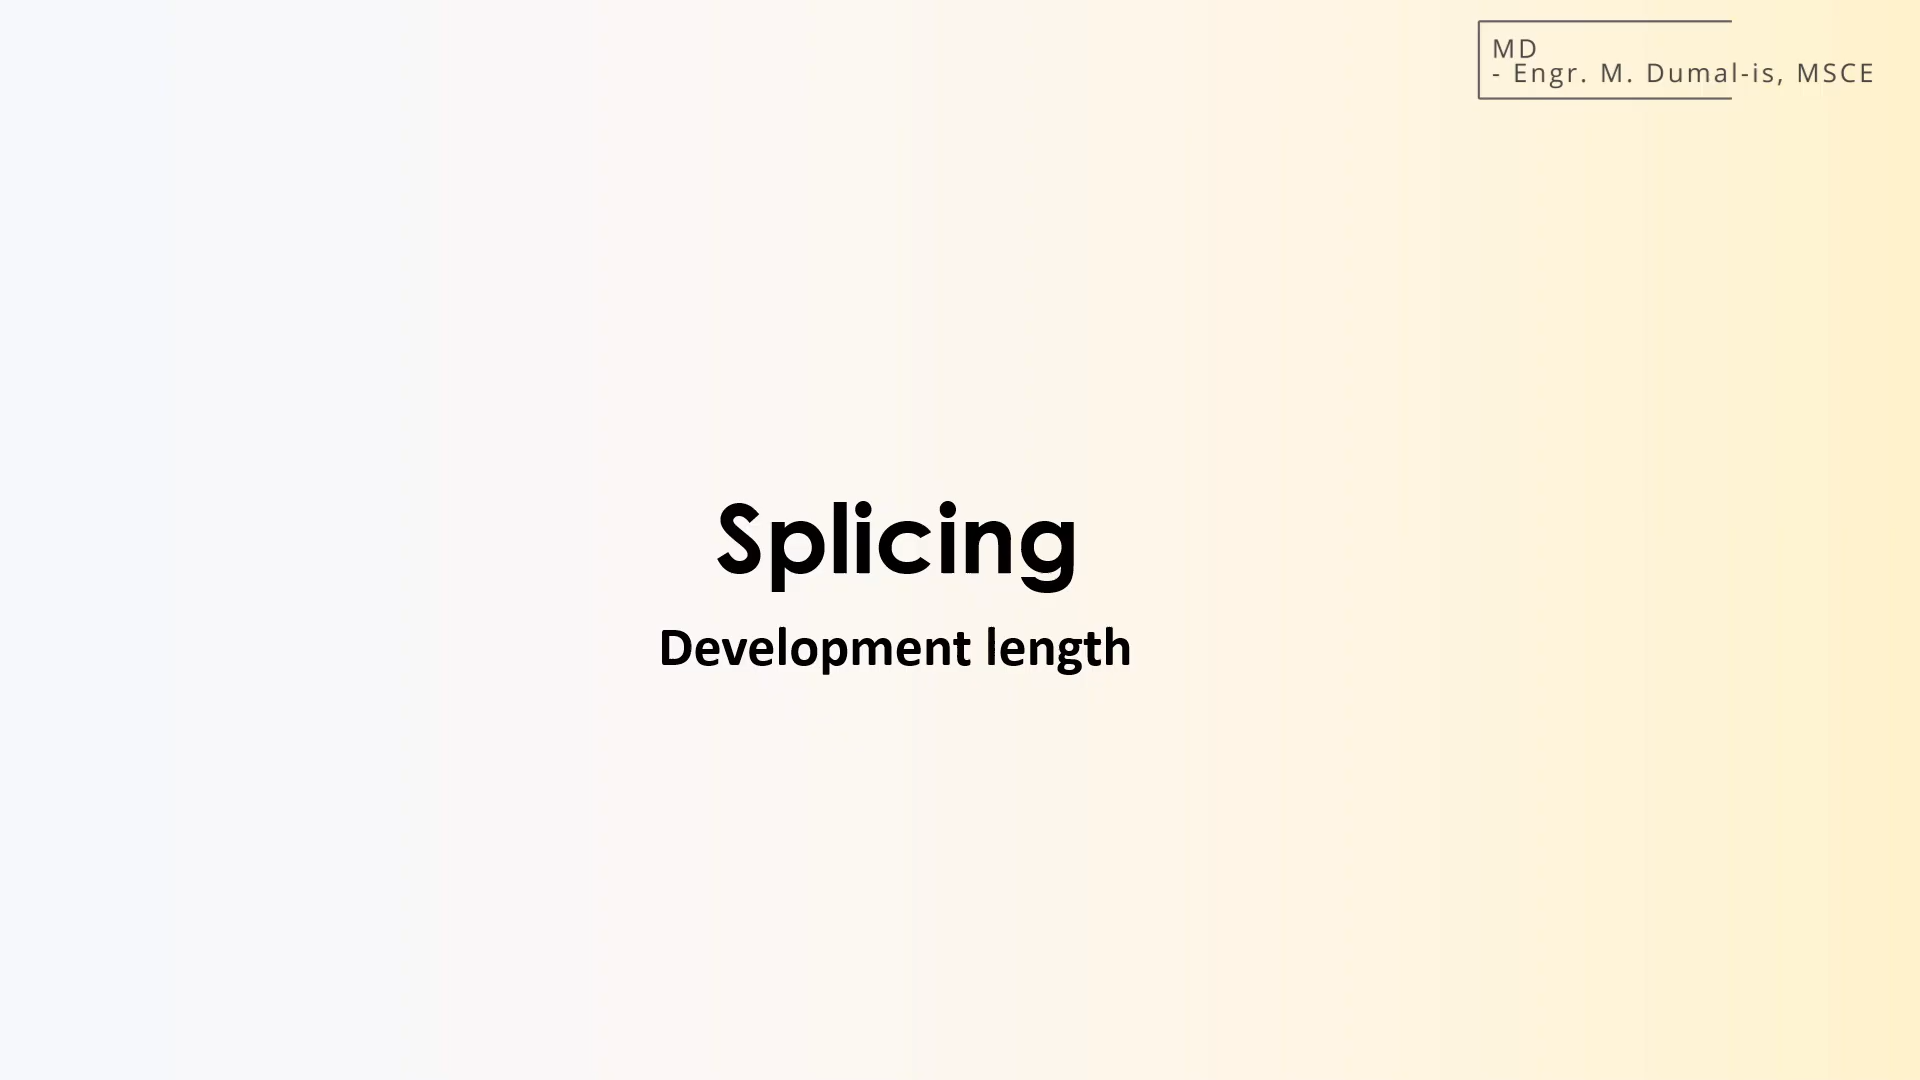 MD
- Engr. M. Dumal-is, MSCE
Splicing
Development length